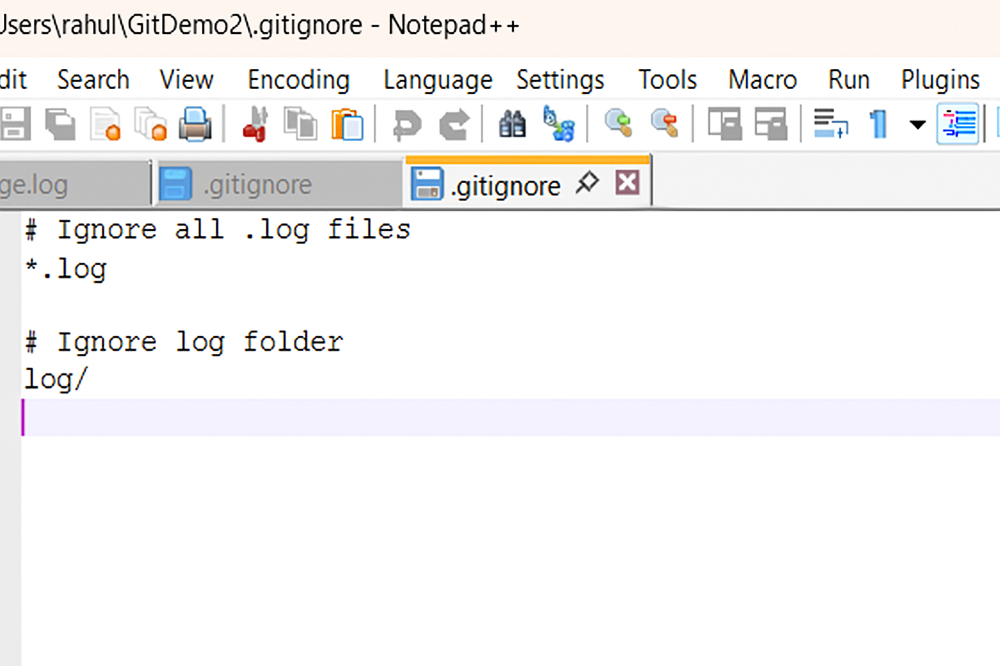 Users\rahul\GitDemo2\.gitignore - Notepad++
dit Search View Encoding Language Settings Tools Macro Run Plugins
ge.log .gitignore .gitignore
# Ignore all .log files
*.log
# Ignore log folder
log/